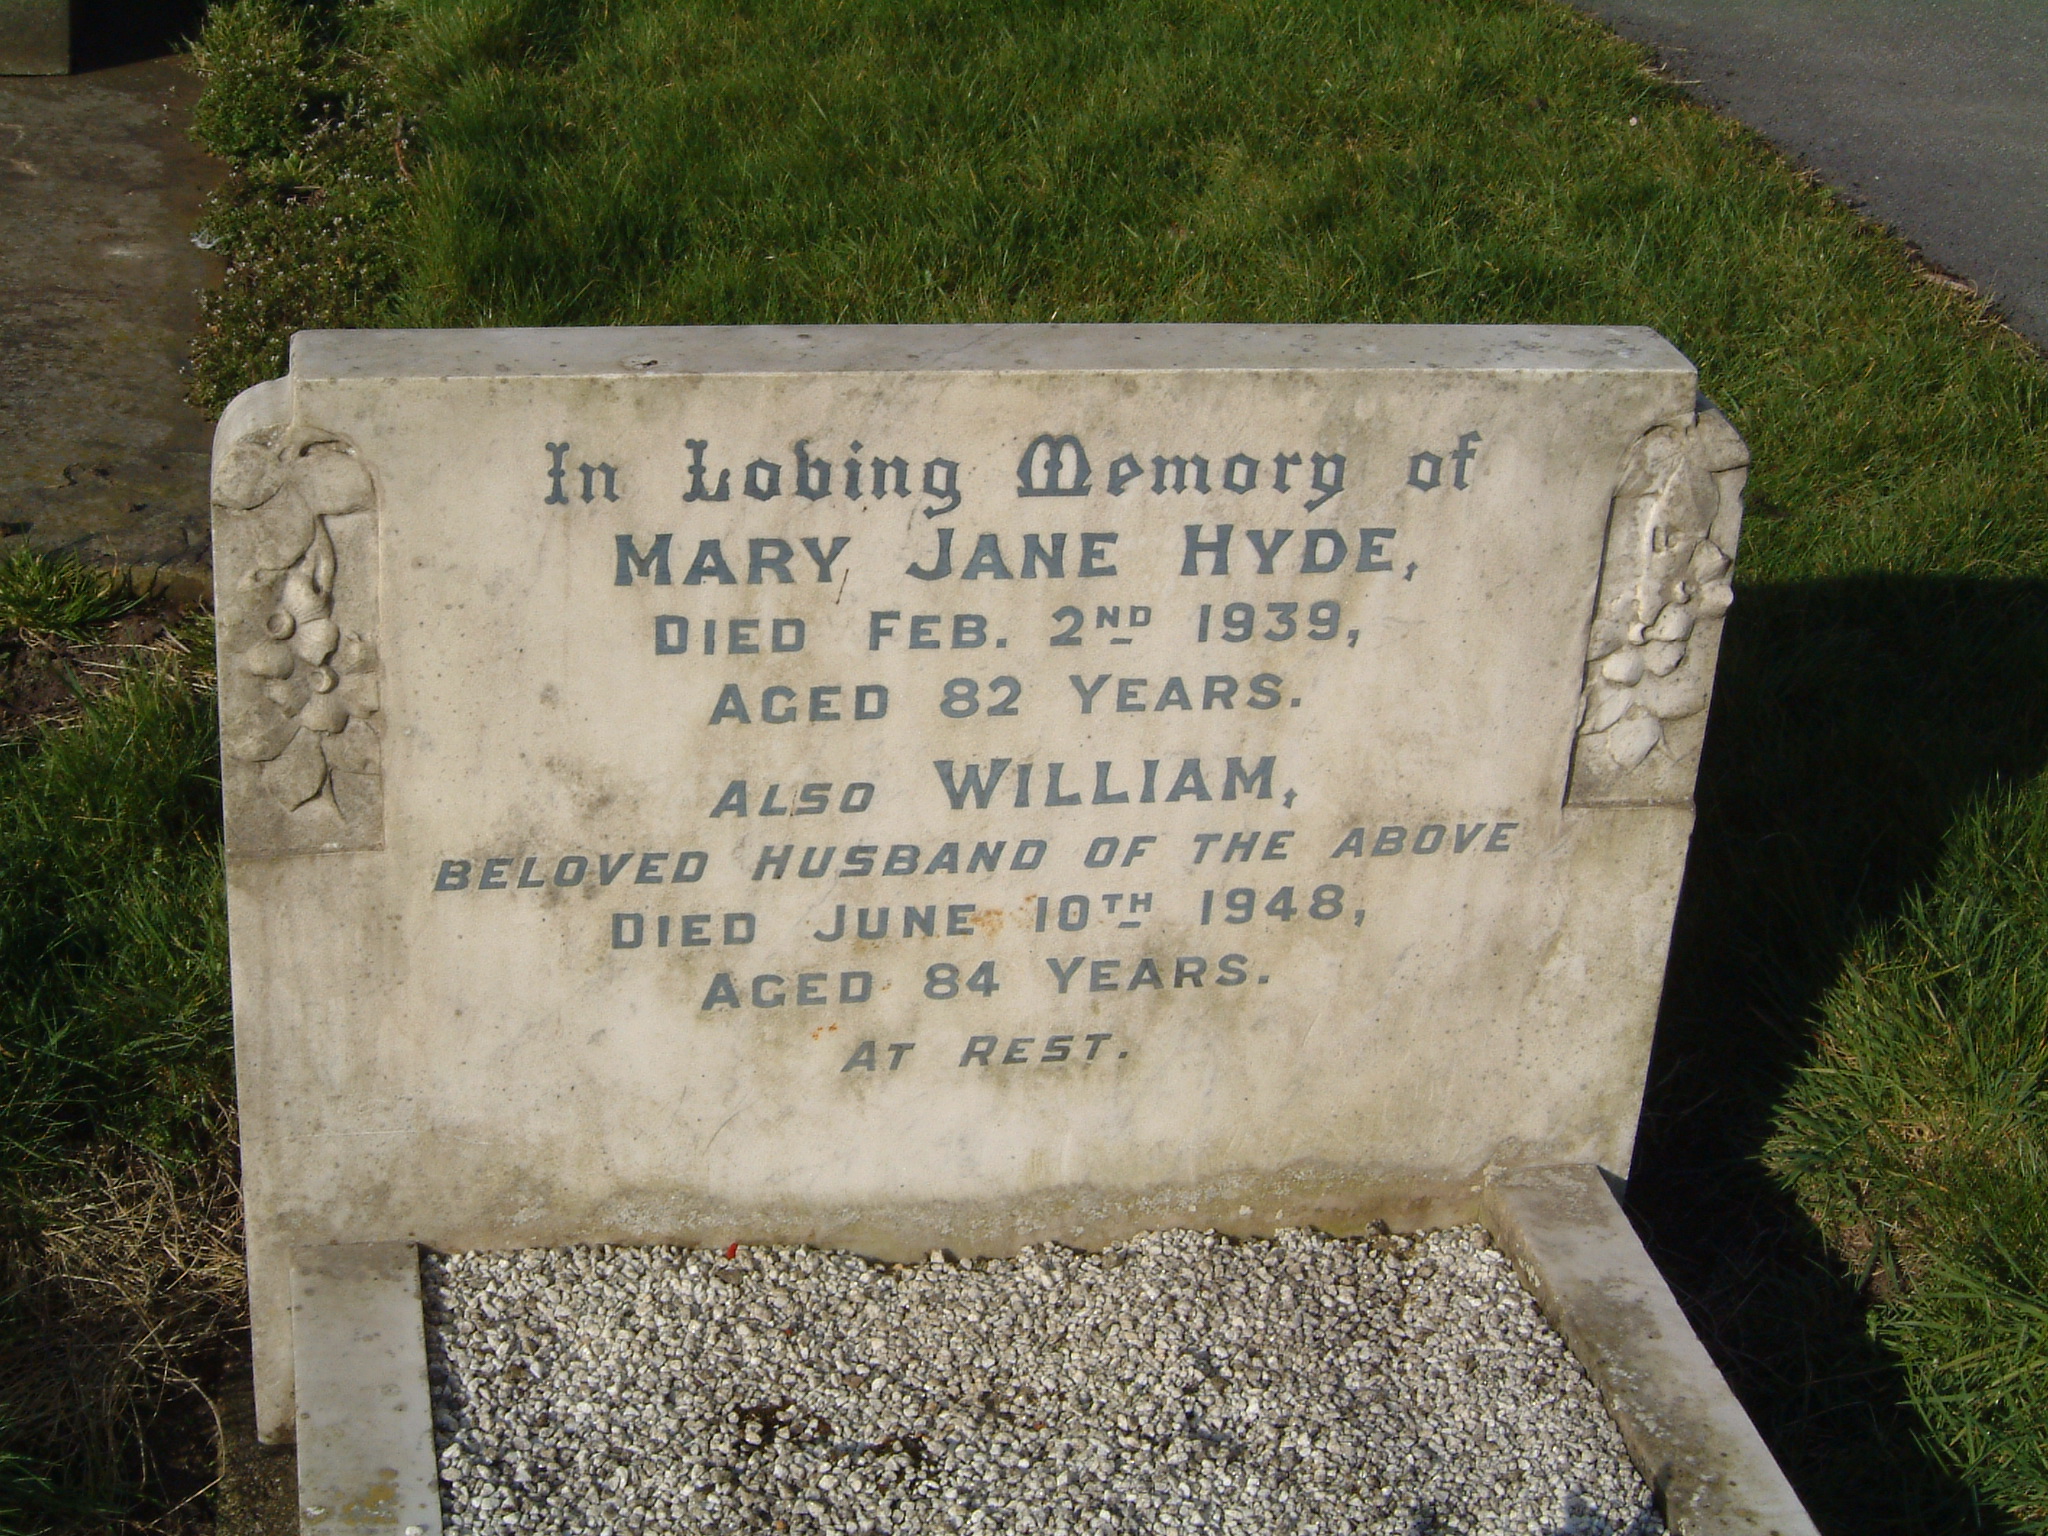 In Loving Memory of
MARY JANE HYDE,
DIED FEB. 2ND 1939,
AGED 82 YEARS.
ALSO WILLIAM,
BELOVED HUSBAND OF THE ABOVE
DIED JUNE 10TH 1948,
AGED 84 YEARS.
AT REST.